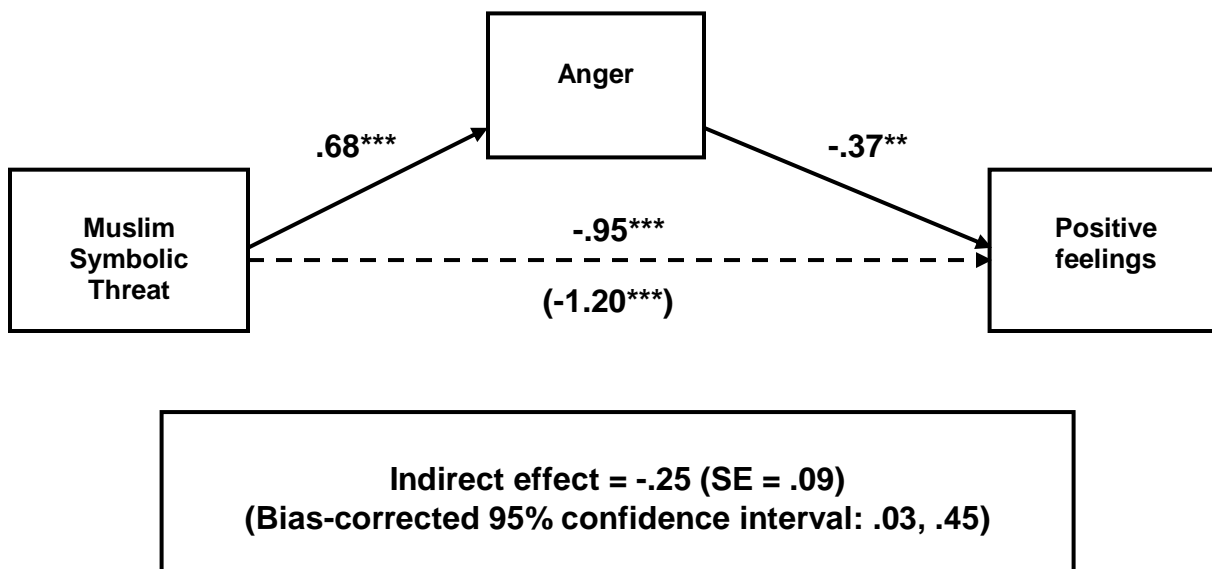 Anger
.68***
-.37**
Muslim
Symbolic
Threat
-.95***
(-1.20***)
Positive
feelings
Indirect effect = -.25 (SE = .09)
(Bias-corrected 95% confidence interval: .03, .45)